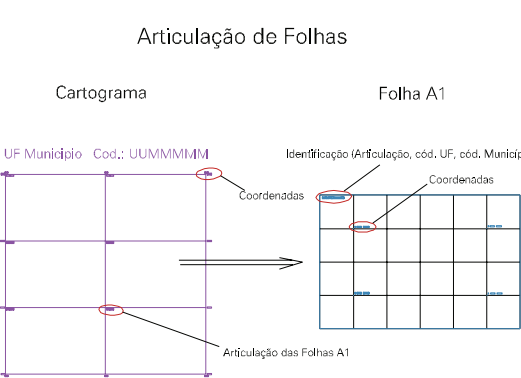 Articulação de Folhas
Cartograma
Folha A1
UF Municipio Cod.: UUMMMMM
Identificação (Articulação, cód. UF, cód. Municíp
Coordenadas
Coordenadas
Articulação das Folhas A1